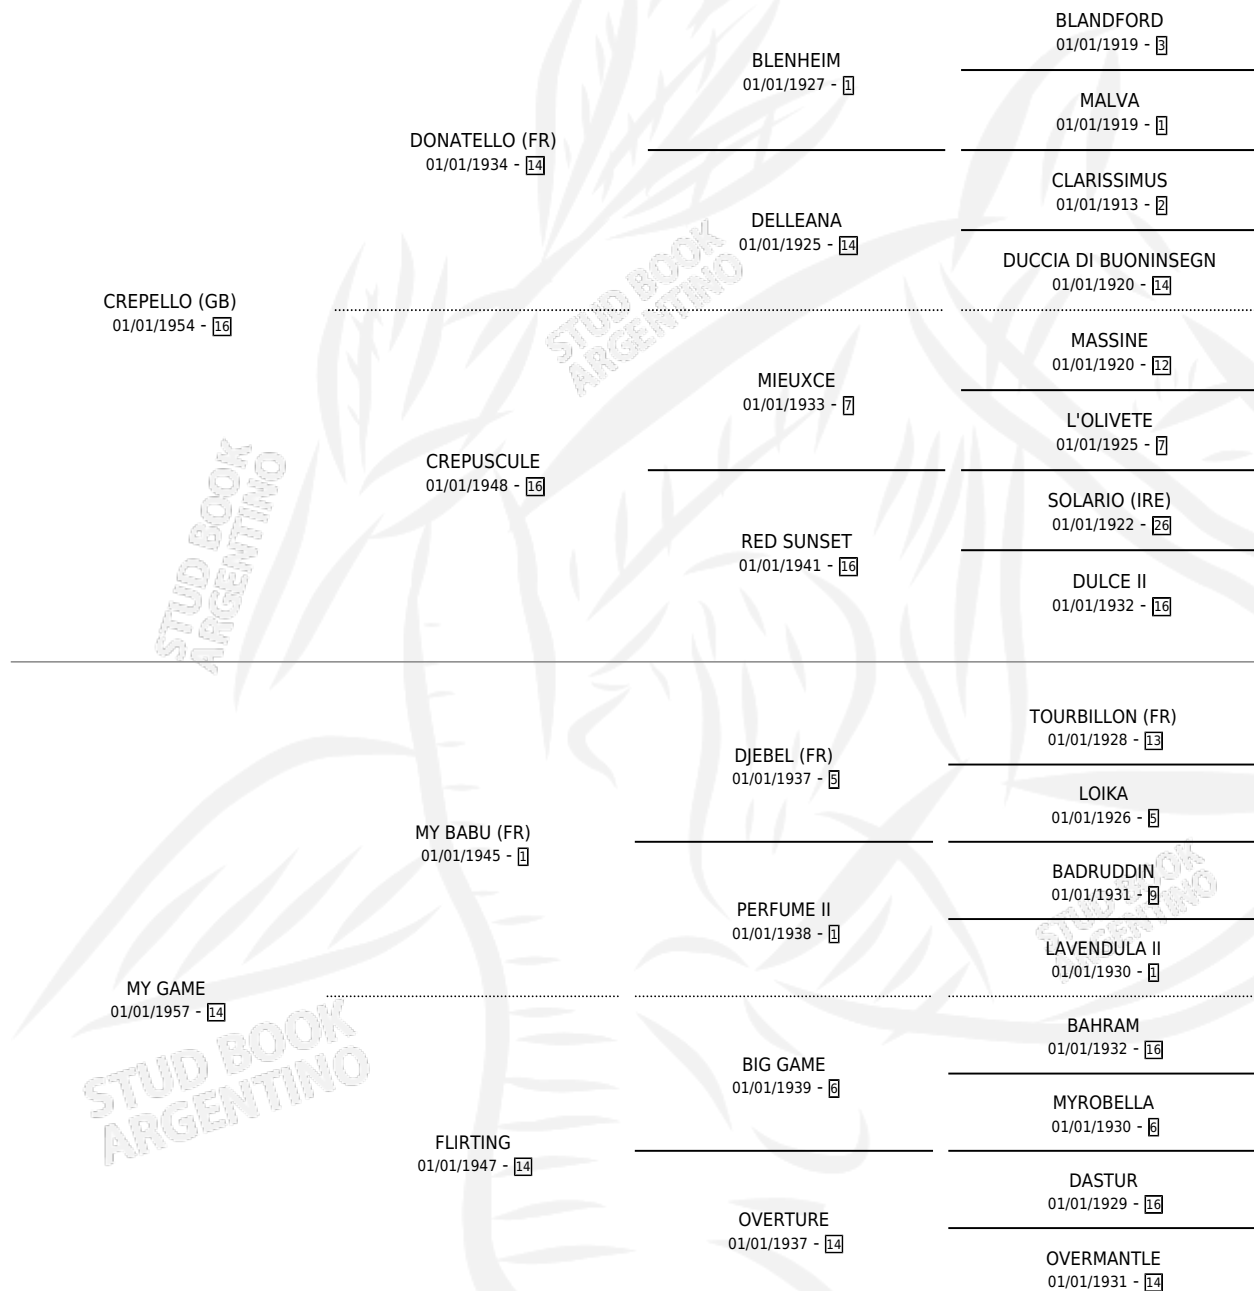 BLANDFORD
01/01/1919 - 3
BLENHEIM
01/01/1927 - 1
MALVA
01/01/1919 - 1
DONATELLO (FR)
01/01/1934 - 14
CLARISSIMUS
01/01/1913 - 2
DELLEANA
01/01/1925 - 14
DUCCIA DI BUONINSEGN
01/01/1920 - 14
CREPELLO (GB)
01/01/1954 - 16
MASSINE
01/01/1920 - 12
MIEUXCE
01/01/1933 - 7
L'OLIVETE
01/01/1925 - 7
CREPUSCULE
01/01/1948 - 16
SOLARIO (IRE)
01/01/1922 - 26
RED SUNSET
01/01/1941 - 16
DULCE II
01/01/1932 - 16
TOURBILLON (FR)
01/01/1928 - 13
DJEBEL (FR)
01/01/1937 - 5
LOIKA
01/01/1926 - 5
MY BABU (FR)
01/01/1945 - 1
BADRUDDIN
01/01/1931 - 9
PERFUME II
01/01/1938 - 1
LAVENDULA II
01/01/1930 - 1
MY GAME
01/01/1957 - 14
BAHRAM
01/01/1932 - 16
BIG GAME
01/01/1939 - 6
MYROBELLA
01/01/1930 - 6
FLIRTING
01/01/1947 - 14
DASTUR
01/01/1929 - 16
OVERTURE
01/01/1937 - 14
OVERMANTLE
01/01/1931 - 14
STUD BOOK
ARGENTINO
STUD BOOK
ARGENTINO
STUD BOOK
ARGENTINO
STUD BOOK
ARGENTINO